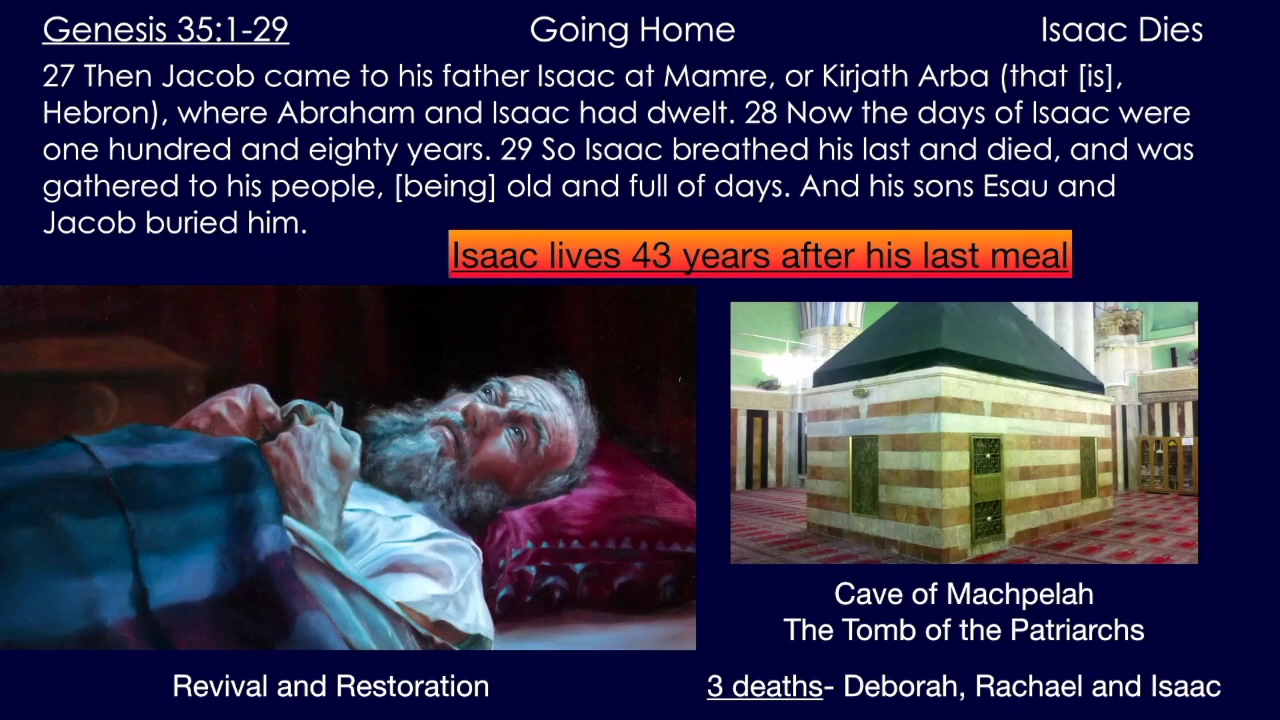 Genesis 35:1-29 Going Home Isaac Dies
27 Then Jacob came to his father Isaac at Mamre, or Kirjath Arba (that [is],
Hebron), where Abraham and Isaac had dwelt. 28 Now the days of Isaac were
one hundred and eighty years. 29 So Isaac breathed his last and died, and was
gathered to his people, [being] old and full of days. And his sons Esau and
Jacob buried him.
Isaac lives 43 years after his last meal
Cave of Machpelah
The Tomb of the Patriarchs
Revival and Restoration
3 deaths- Deborah, Rachael and Isaac